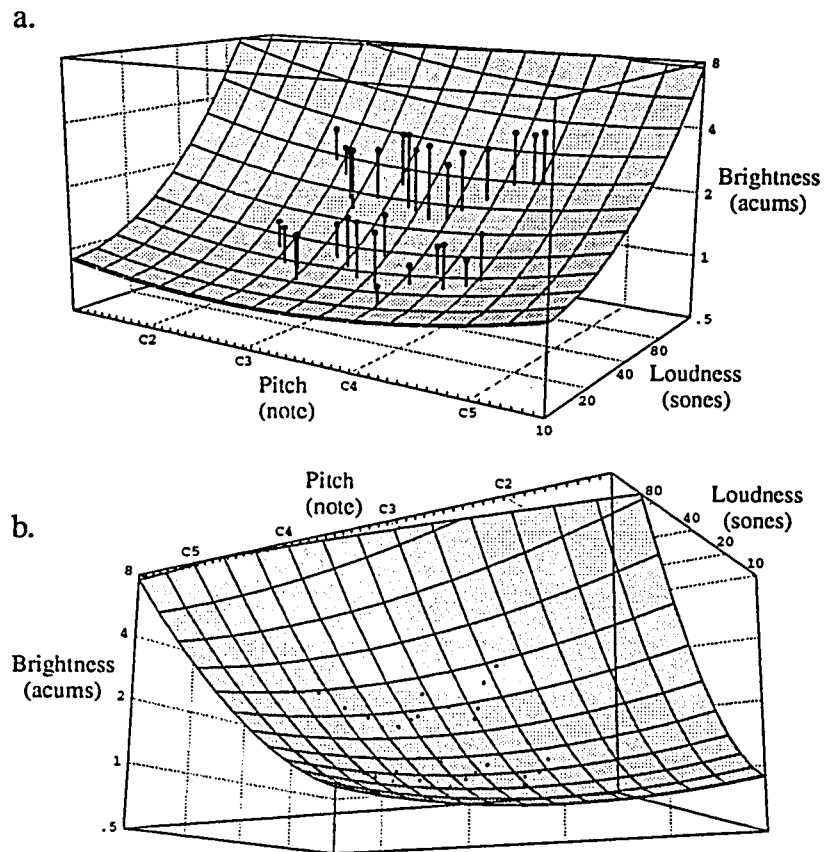 a.
8
4
Brightness
(acums)
2
1
.5
80
40
20
10
Loudness
(sones)
C2
C3
C4
C5
Pitch
(note)
b.
Pitch
(note)
C2
C3
C4
C5
80
40
20
10
Loudness
(sones)
8
4
Brightness
(acums)
2
1
.5